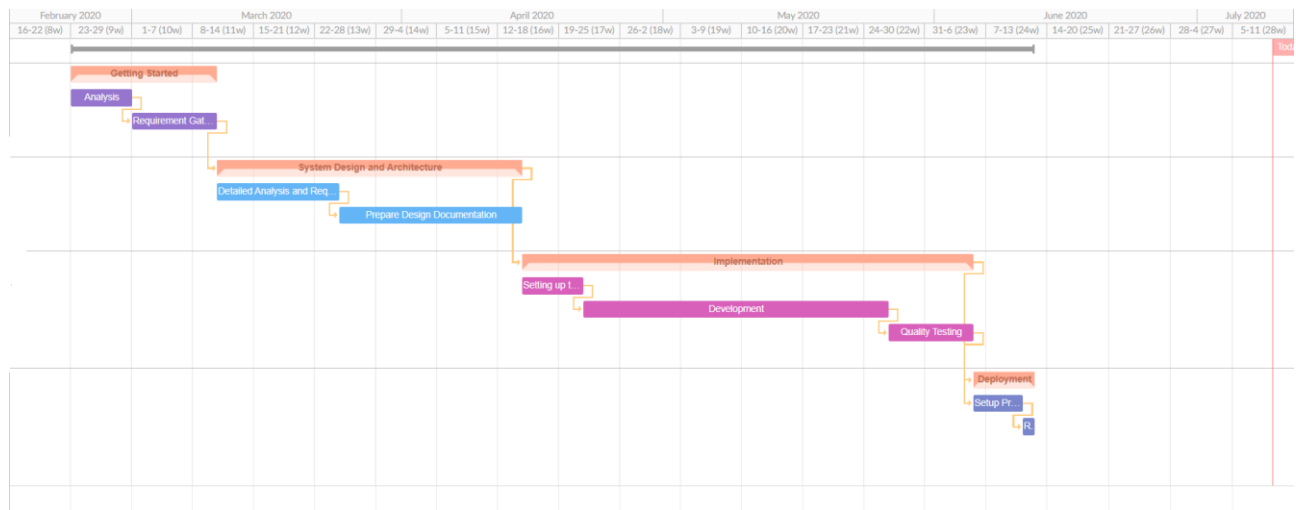 February 2020 March 2020 April 2020 May 2020 June 2020 July 2020
16-22 (8w) 23-29 (9w) 1-7 (10w) 8-14 (11w) 15-21 (12w) 22-28 (13w) 29-4 (14w) 5-11 (15w) 12-18 (16w) 19-25 (17w) 26-2 (18w) 3-9 (19w) 10-16 (20w) 17-23 (21w) 24-30 (22w) 31-6 (23w) 7-13 (24w) 14-20 (25w) 21-27 (26w) 28-4 (27w) 5-11 (28w)
Toda
Getting Started
Analysis
Requirement Gat...
System Design and Architecture
Detailed Analysis and Req...
Prepare Design Documentation
Implementation
Setting up t...
Development
Quality Testing
Deployment
Setup Pr...
R.